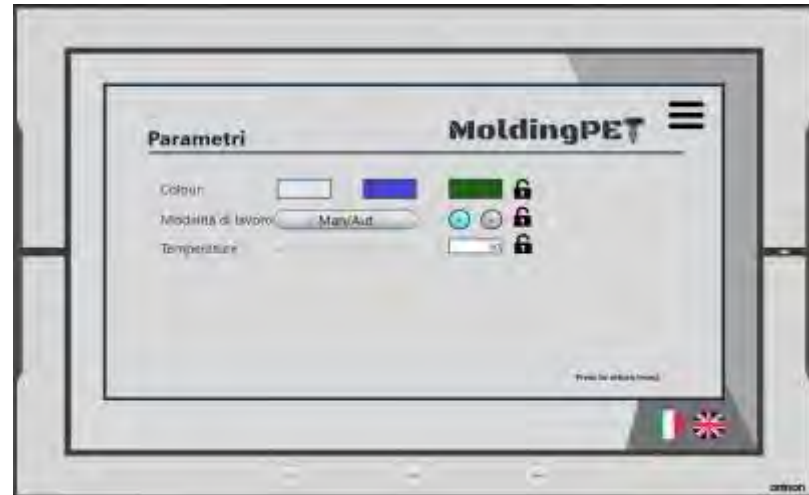 MoldingPET
Parametri
Colour:
Modalità di lavoro Man/Aut
Temperature
omron